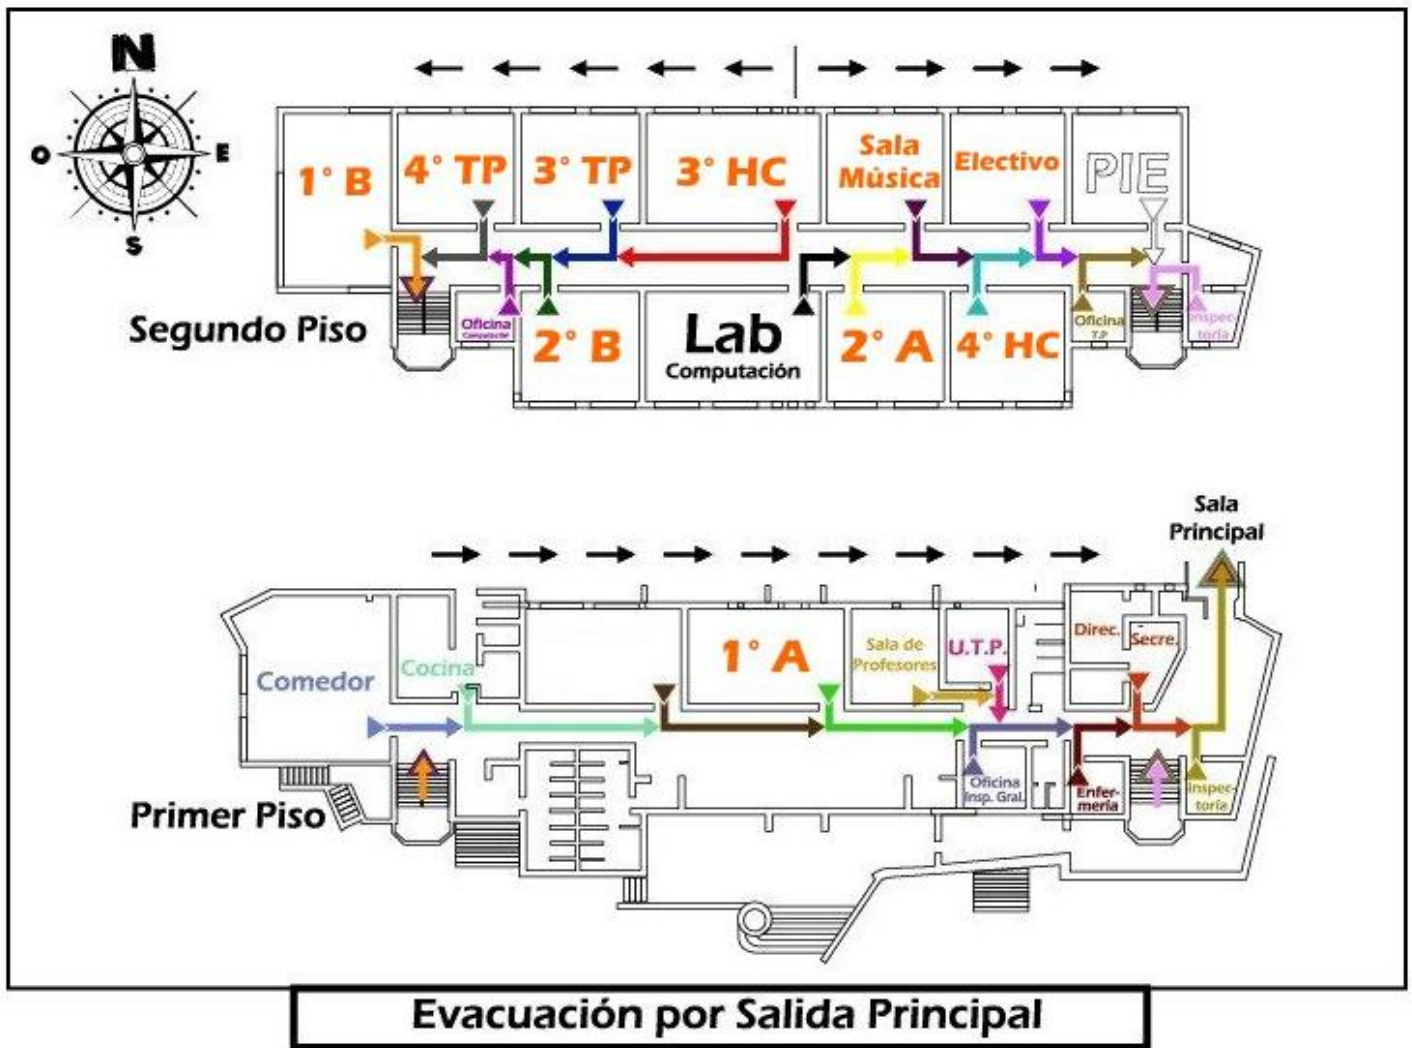 N
O
E
S
1° B
4° TP
3° TP
3° HC
Sala
Música
Electivo
PIE
Segundo Piso
Oficina
Computación
2° B
Lab
Computación
2° A
4° HC
Oficina
T.P
Inspec-
toría
Sala
Principal
Comedor
Cocina
1° A
Sala de
Profesores
U.T.P.
Direc.
Secre.
Primer Piso
Oficina
Insp. Gral.
Enfer-
mería
Inspec-
toría
Evacuación por Salida Principal